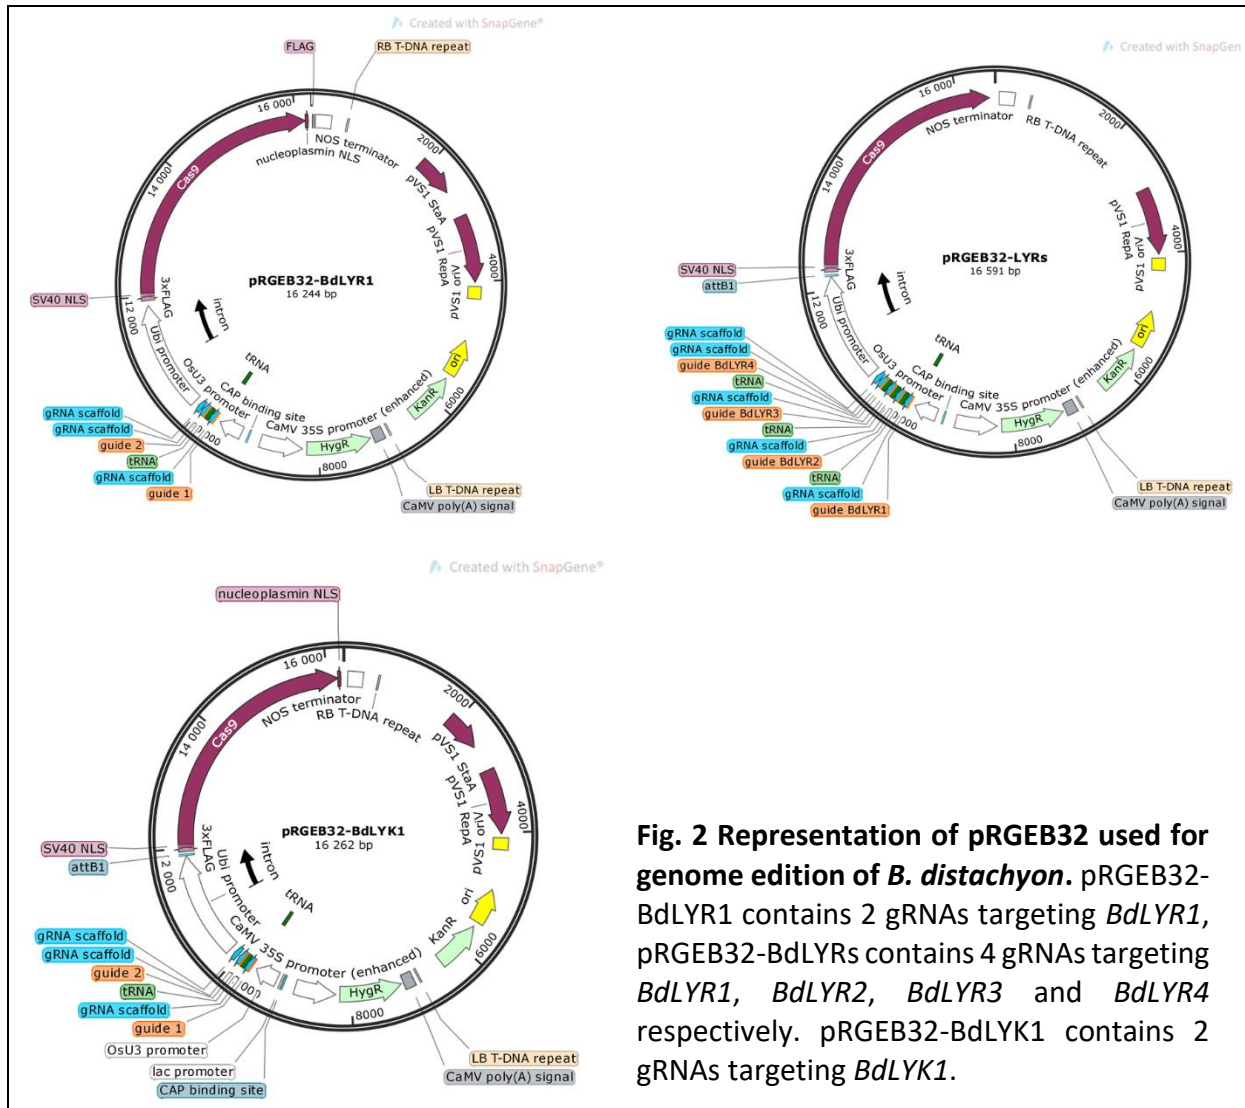 Created with SnapGene®
FLAG
RB T-DNA repeat
16 000
NOS terminator
nucleoplasmin NLS
2000
pVS1 StaA
14 000
Cas9
pVS1 RepA
4000
pVS1 oriV
pRGEB32-BdLYR1
16 244 bp
3xFLAG
SV40 NLS
12 000
intron
Ubi promoter
tRNA
OsU3 promoter
CAP binding site
CaMV 35S promoter (enhanced)
ori
KanR
6000
HygR
8000
gRNA scaffold
gRNA scaffold
guide 2
tRNA
gRNA scaffold
guide 1
LB T-DNA repeat
CaMV poly(A) signal
Created with SnapGen
16 000
NOS terminator
RB T-DNA repeat
14 000
Cas9
pVS1 RepA
4000
pVS1 oriV
pRGEB32-LYRs
16 591 bp
3xFLAG
SV40 NLS
attB1
12 000
intron
Ubi promoter
tRNA
OsU3 promoter
CAP binding site
CaMV 35S promoter (enhanced)
ori
KanR
6000
HygR
8000
gRNA scaffold
gRNA scaffold
guide BdLYR4
tRNA
gRNA scaffold
guide BdLYR3
tRNA
gRNA scaffold
guide BdLYR2
tRNA
gRNA scaffold
guide BdLYR1
LB T-DNA repeat
CaMV poly(A) signal
Created with SnapGene®
nucleoplasmin NLS
16 000
NOS terminator
RB T-DNA repeat
2000
pVS1 StaA
14 000
Cas9
pVS1 RepA
4000
pVS1 oriV
pRGEB32-BdLYK1
16 262 bp
3xFLAG
SV40 NLS
attB1
2 000
intron
Ubi promoter
tRNA
CaMV 35S promoter (enhanced)
ori
KanR
6000
HygR
8000
gRNA scaffold
gRNA scaffold
guide 2
tRNA
gRNA scaffold
guide 1
OsU3 promoter
lac promoter
CAP binding site
LB T-DNA repeat
CaMV poly(A) signal
Fig. 2 Representation of pRGEB32 used for
genome edition of B. distachyon. pRGEB32-
BdLYR1 contains 2 gRNAs targeting BdLYR1,
pRGEB32-BdLYRs contains 4 gRNAs targeting
BdLYR1, BdLYR2, BdLYR3 and BdLYR4
respectively. pRGEB32-BdLYK1 contains 2
gRNAs targeting BdLYK1.